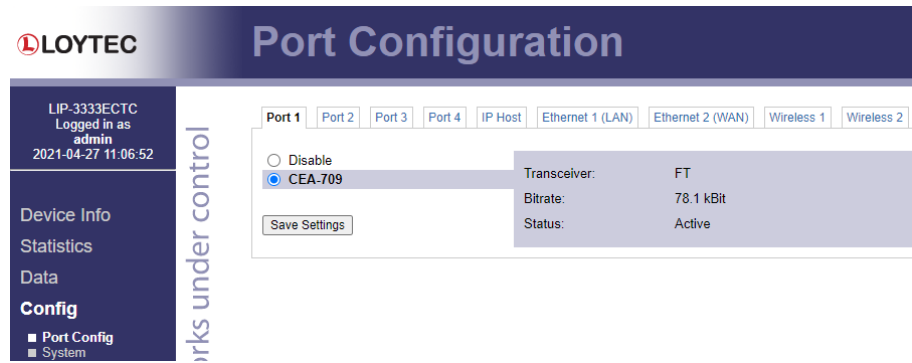 LOYTEC
Port Configuration
LIP-3333ECTC
Logged in as
admin
2021-04-27 11:06:52
Device Info
Statistics
Data
Config
Port Config
System
under control
Port 1 Port 2 Port 3 Port 4 IP Host Ethernet 1 (LAN) Ethernet 2 (WAN) Wireless 1 Wireless 2
Disable
CEA-709
Save Settings
Transceiver: FT
Bitrate: 78.1 kBit
Status: Active